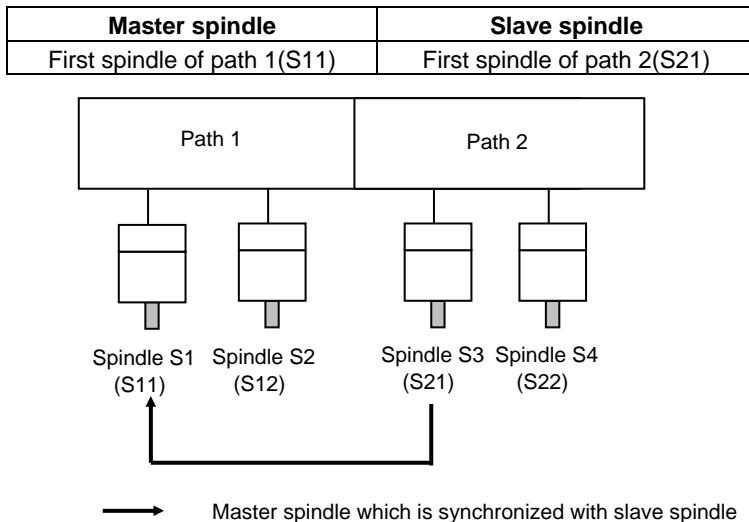 Master spindle Slave spindle
First spindle of path 1(S11) First spindle of path 2(S21)
Path 1 Path 2
Spindle S1 Spindle S2 Spindle S3 Spindle S4
(S11) (S12) (S21) (S22)
Master spindle which is synchronized with slave spindle